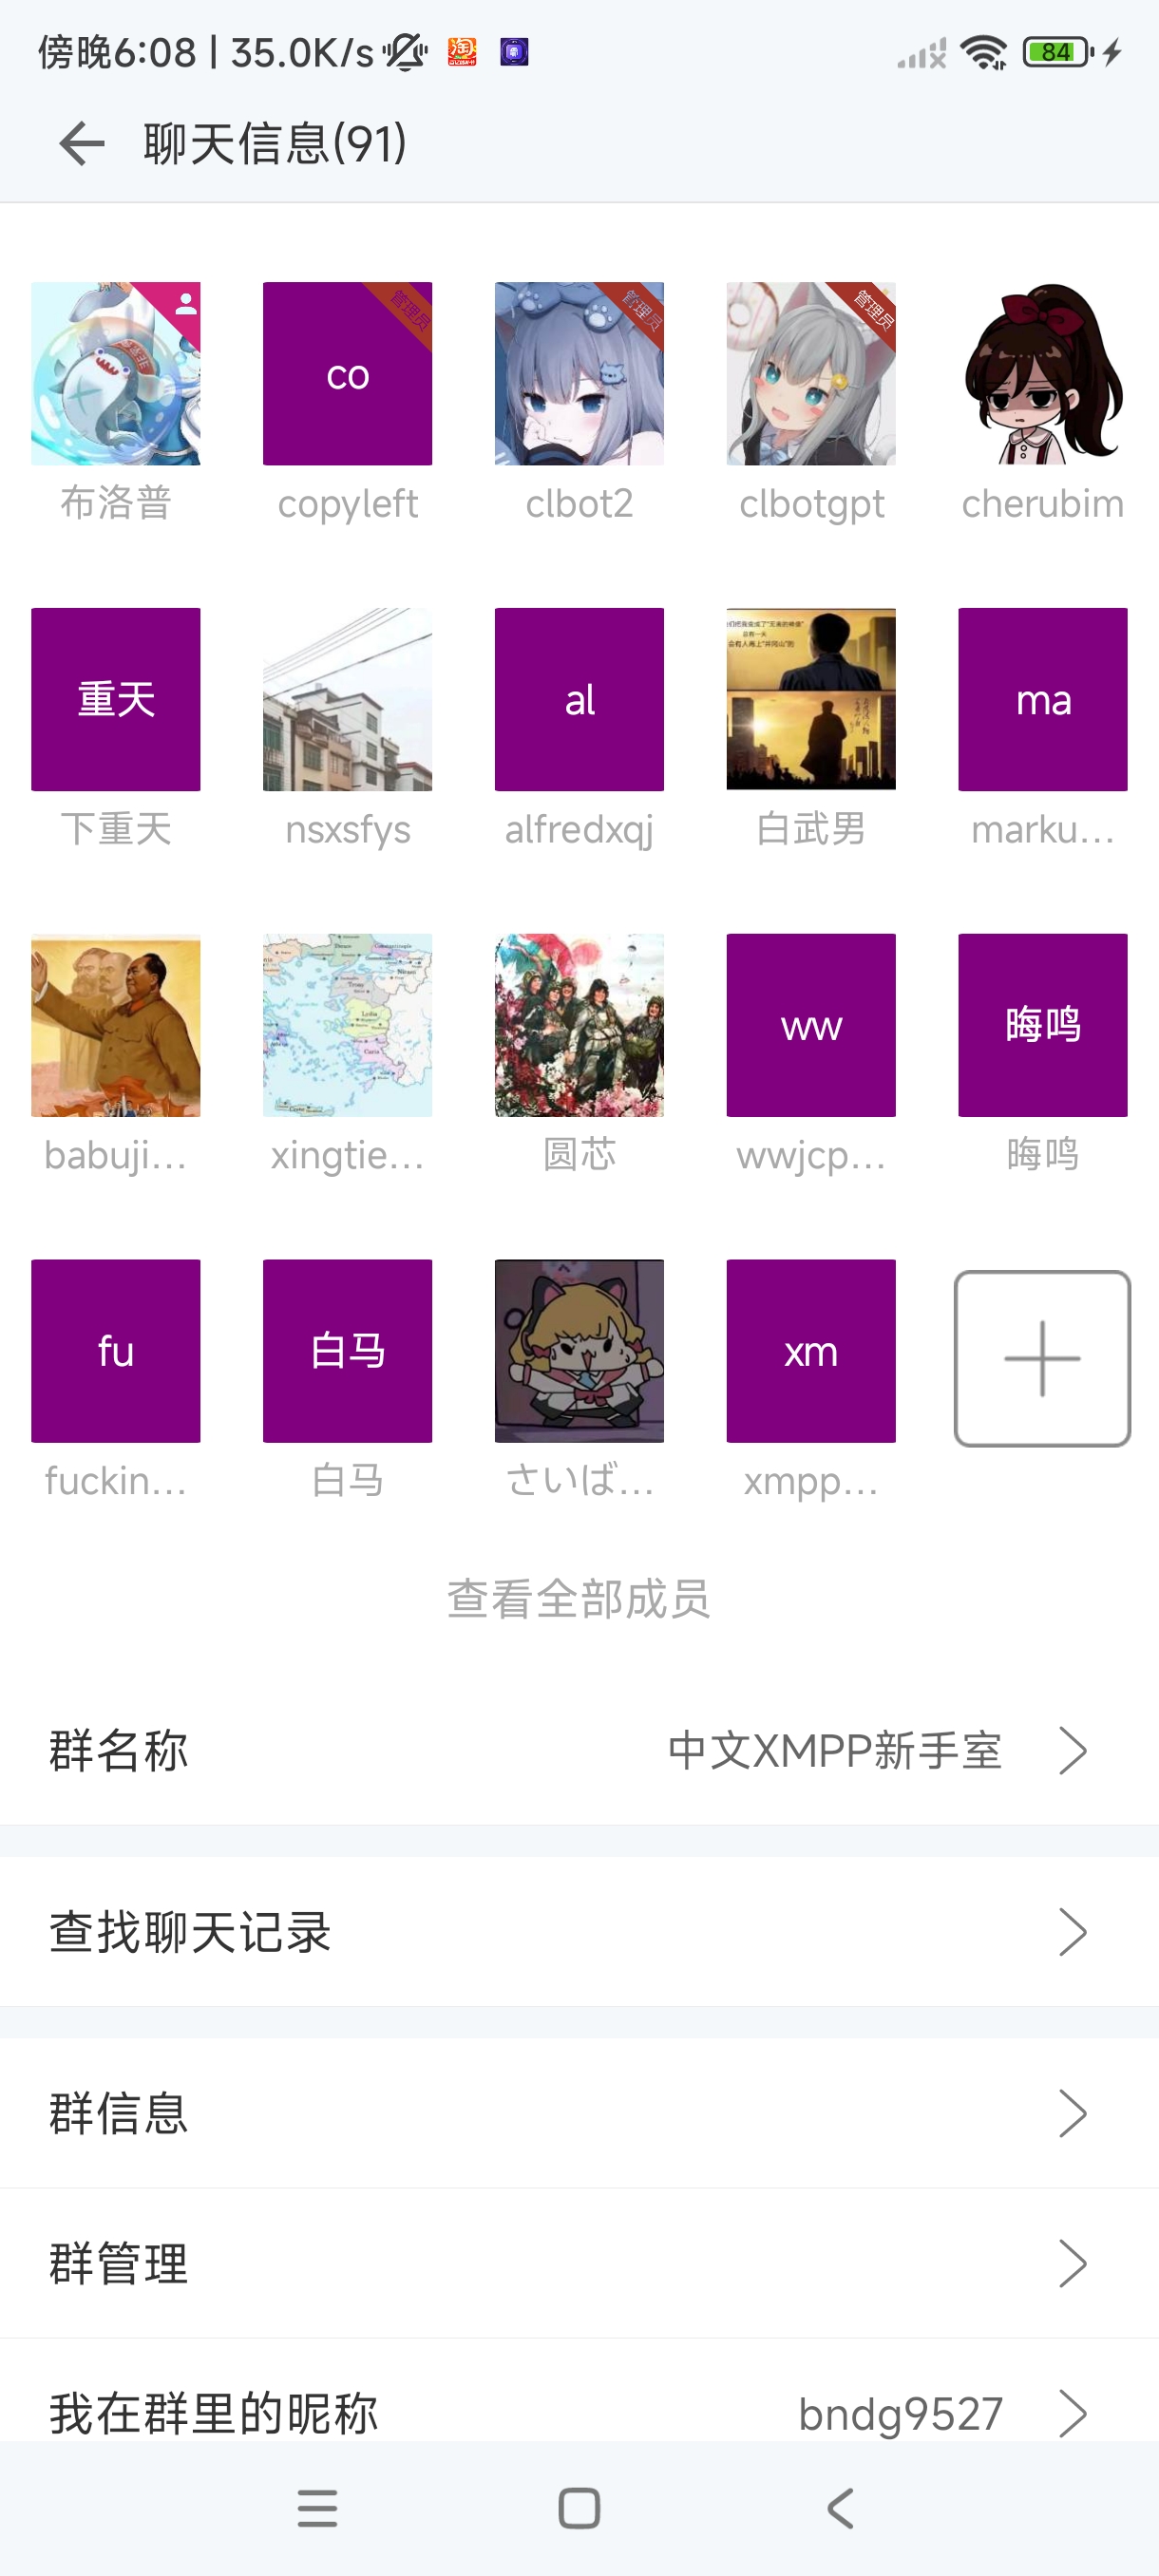 傍晚6:08 | 35.0K/s
84
聊天信息(91)
管理员
管理员
管理员
co
布洛普
copyleft
clbot2
clbotgpt
cherubim
重天
al
会有一天
ma
下重天
nsxsfys
alfredxqj
白武男
marku...
ww
晦鸣
babuji...
xingtie...
圆芯
wwjcp...
晦鸣
fu
白马
xm
fuckin...
白马
さいば...
xmpp...
查看全部成员
群名称
中文XMPP新手室
查找聊天记录
群信息
群管理
我在群里的昵称
bndg9527